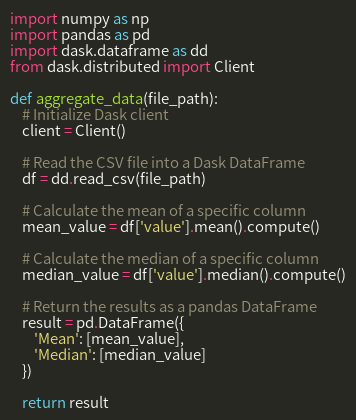 import numpy as np
import pandas as pd
import dask.dataframe as dd
from dask.distributed import Client

def aggregate_data(file_path):
    # Initialize Dask client
    client = Client()

    # Read the CSV file into a Dask DataFrame
    df = dd.read_csv(file_path)

    # Calculate the mean of a specific column
    mean_value = df['value'].mean().compute()

    # Calculate the median of a specific column
    median_value = df['value'].median().compute()

    # Return the results as a pandas DataFrame
    result = pd.DataFrame({
        'Mean': [mean_value],
        'Median': [median_value]
    })

    return result